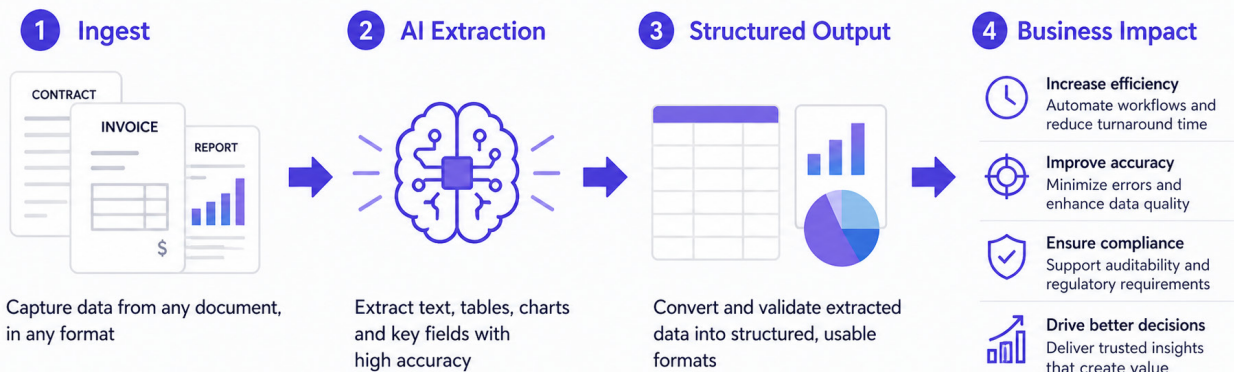 1 Ingest
CONTRACT
INVOICE
REPORT
$
Capture data from any document,
in any format
2 AI Extraction
Extract text, tables, charts
and key fields with
high accuracy
3 Structured Output
Convert and validate extracted
data into structured, usable
formats
4 Business Impact
Increase efficiency
Automate workflows and
reduce turnaround time
Improve accuracy
Minimize errors and
enhance data quality
Ensure compliance
Support auditability and
regulatory requirements
Drive better decisions
Deliver trusted insights
that create value